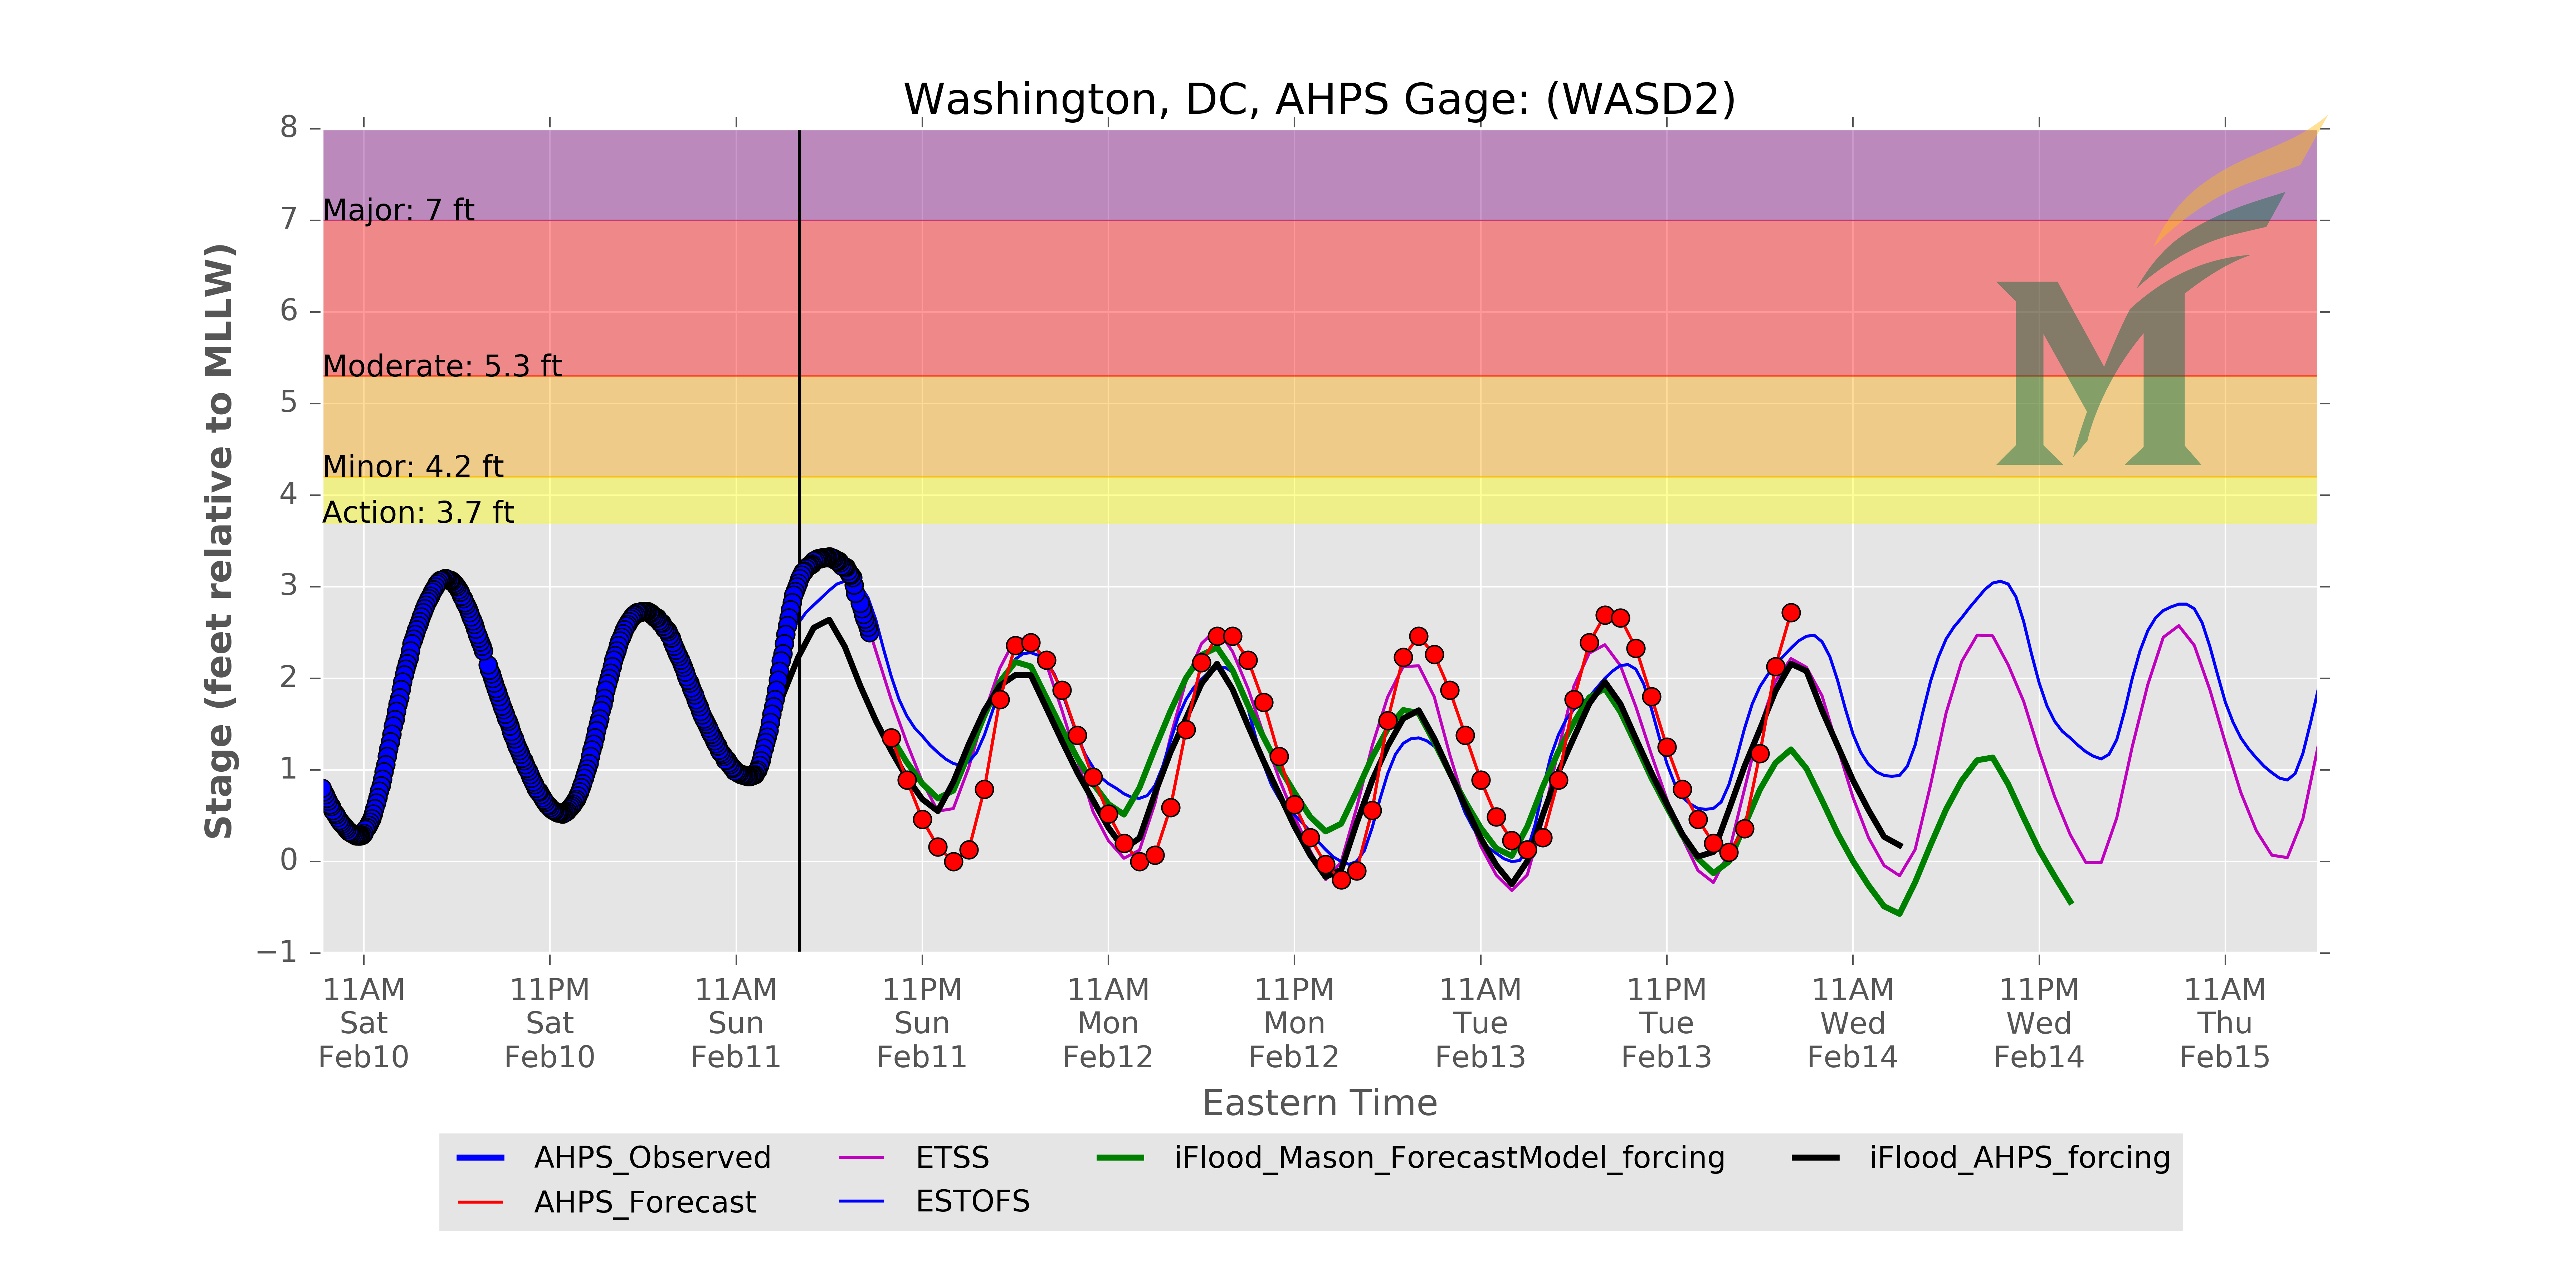 Washington, DC, AHPS Gage: (WASD2)
8
7
6
5
4
3
2
1
0
−1
Stage (feet relative to MLLW)
Major: 7 ft
Moderate: 5.3 ft
Minor: 4.2 ft
Action: 3.7 ft
M
11AM 11PM 11AM 11PM 11AM 11PM 11AM 11PM 11AM 11PM 11AM
Sat Sat Sun Sun Mon Mon Tue Tue Wed Wed Thu
Feb10 Feb10 Feb11 Feb11 Feb12 Feb12 Feb13 Feb13 Feb14 Feb14 Feb15
Eastern Time
AHPS_Observed ETSS iFlood_Mason_ForecastModel_forcing iFlood_AHPS_forcing
AHPS_Forecast ESTOFS